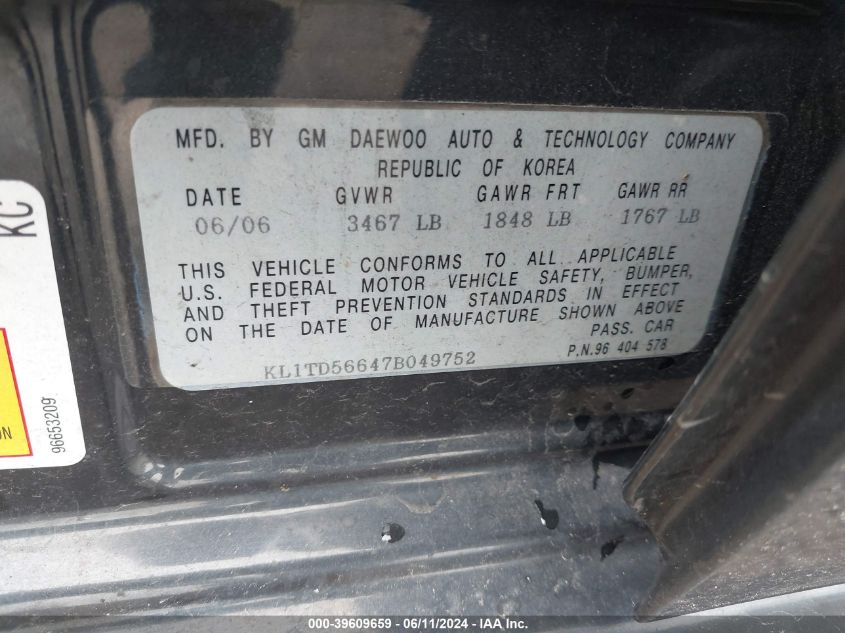 MFD. BY GM DAEWOO AUTO & TECHNOLOGY COMPANY
REPUBLIC OF KOREA
DATE GVWR GAWR FRT GAWR RR
06/06 3467 LB 1848 LB 1767 LB
THIS VEHICLE CONFORMS TO ALL APPLICABLE
U.S. FEDERAL MOTOR VEHICLE SAFETY, BUMPER,
AND THEFT PREVENTION STANDARDS IN EFFECT
ON THE DATE OF MANUFACTURE SHOWN ABOVE
PASS. CAR
KL1TD56647B049752
P.N.96 404 578
KC
ON
96653209
©IAAI-US ---39609659 --- 06/11/2024 --- IAA Inc.